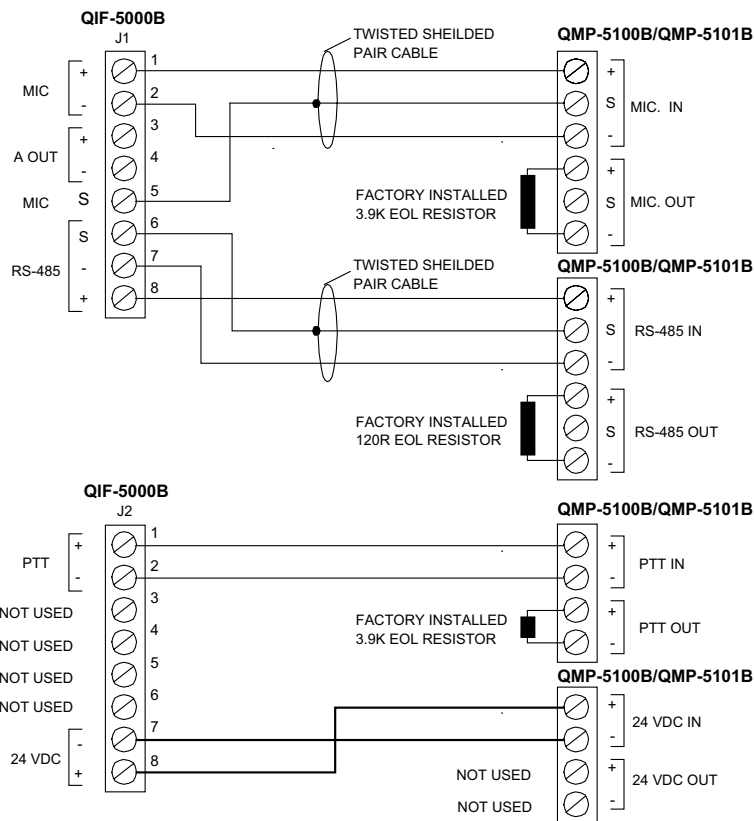 QIF-5000B
J1
TWISTED SHEILDED
PAIR CABLE
QMP-5100B/QMP-5101B
MIC
+
-
A OUT
+
-
MIC S
RS-485
S
-
+
1
2
3
4
5
6
7
8
+
S
-
MIC. IN
FACTORY INSTALLED
3.9K EOL RESISTOR
+
S
-
MIC. OUT
TWISTED SHEILDED
PAIR CABLE
QMP-5100B/QMP-5101B
+
S
-
RS-485 IN
FACTORY INSTALLED
120R EOL RESISTOR
+
S
-
RS-485 OUT
QIF-5000B
J2
QMP-5100B/QMP-5101B
PTT
+
-
NOT USED
NOT USED
NOT USED
NOT USED
24 VDC
-
+
1
2
3
4
5
6
7
8
+
-
PTT IN
FACTORY INSTALLED
3.9K EOL RESISTOR
+
-
PTT OUT
QMP-5100B/QMP-5101B
+
-
24 VDC IN
NOT USED
NOT USED
+
-
24 VDC OUT